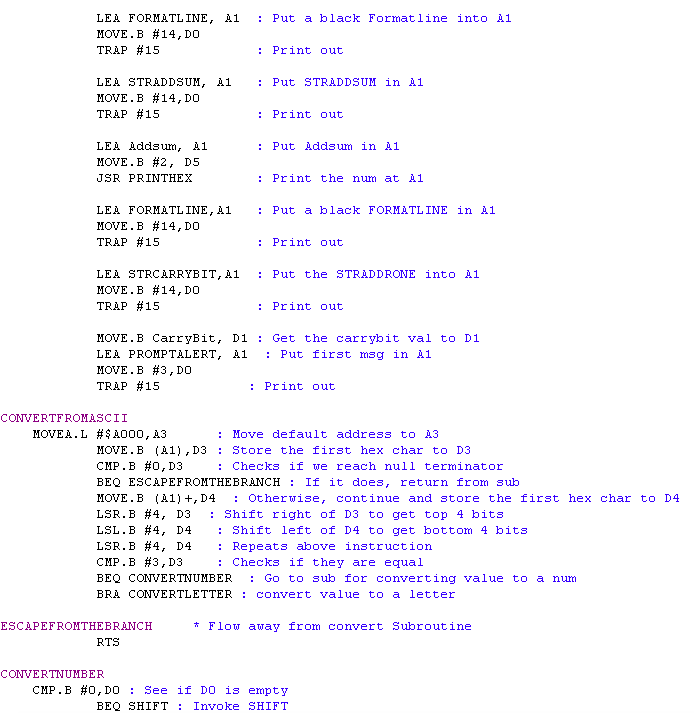 LEA FORMATLINE, A1 : Put a black Formatline into A1
MOVE.B #14,D0
TRAP #15 : Print out
LEA STRADDSUM, A1 : Put STRADDSUM in A1
MOVE.B #14,D0
TRAP #15 : Print out
LEA Addsum, A1 : Put Addsum in A1
MOVE.B #2, D5
JSR PRINTHEX : Print the num at A1
LEA FORMATLINE,A1 : Put a black FORMATLINE in A1
MOVE.B #14,D0
TRAP #15 : Print out
LEA STRCARRYBIT,A1 : Put the STRADDRONE into A1
MOVE.B #14,D0
TRAP #15 : Print out
MOVE.B CarryBit, D1 : Get the carrybit val to D1
LEA PROMPTALERT, A1 : Put first msg in A1
MOVE.B #3,D0
TRAP #15 : Print out
CONVERTFROMASCII
MOVEA.L #$A000,A3 : Move default address to A3
MOVE.B (A1),D3 : Store the first hex char to D3
CMP.B #0,D3 : Checks if we reach null terminator
BEQ ESCAPEFROMTHEBRANCH : If it does, return from sub
MOVE.B (A1)+,D4 : Otherwise, continue and store the first hex char to D4
LSR.B #4, D3 : Shift right of D3 to get top 4 bits
LSL.B #4, D4 : Shift left of D4 to get bottom 4 bits
LSR.B #4, D4 : Repeats above instruction
CMP.B #3,D3 : Checks if they are equal
BEQ CONVERTNUMBER : Go to sub for converting value to a num
BRA CONVERTLETTER : convert value to a letter
ESCAPEFROMTHEBRANCH * Flow away from convert Subroutine
RTS
CONVERTNUMBER
CMP.B #0,D0 : See if D0 is empty
BEQ SHIFT : Invoke SHIFT